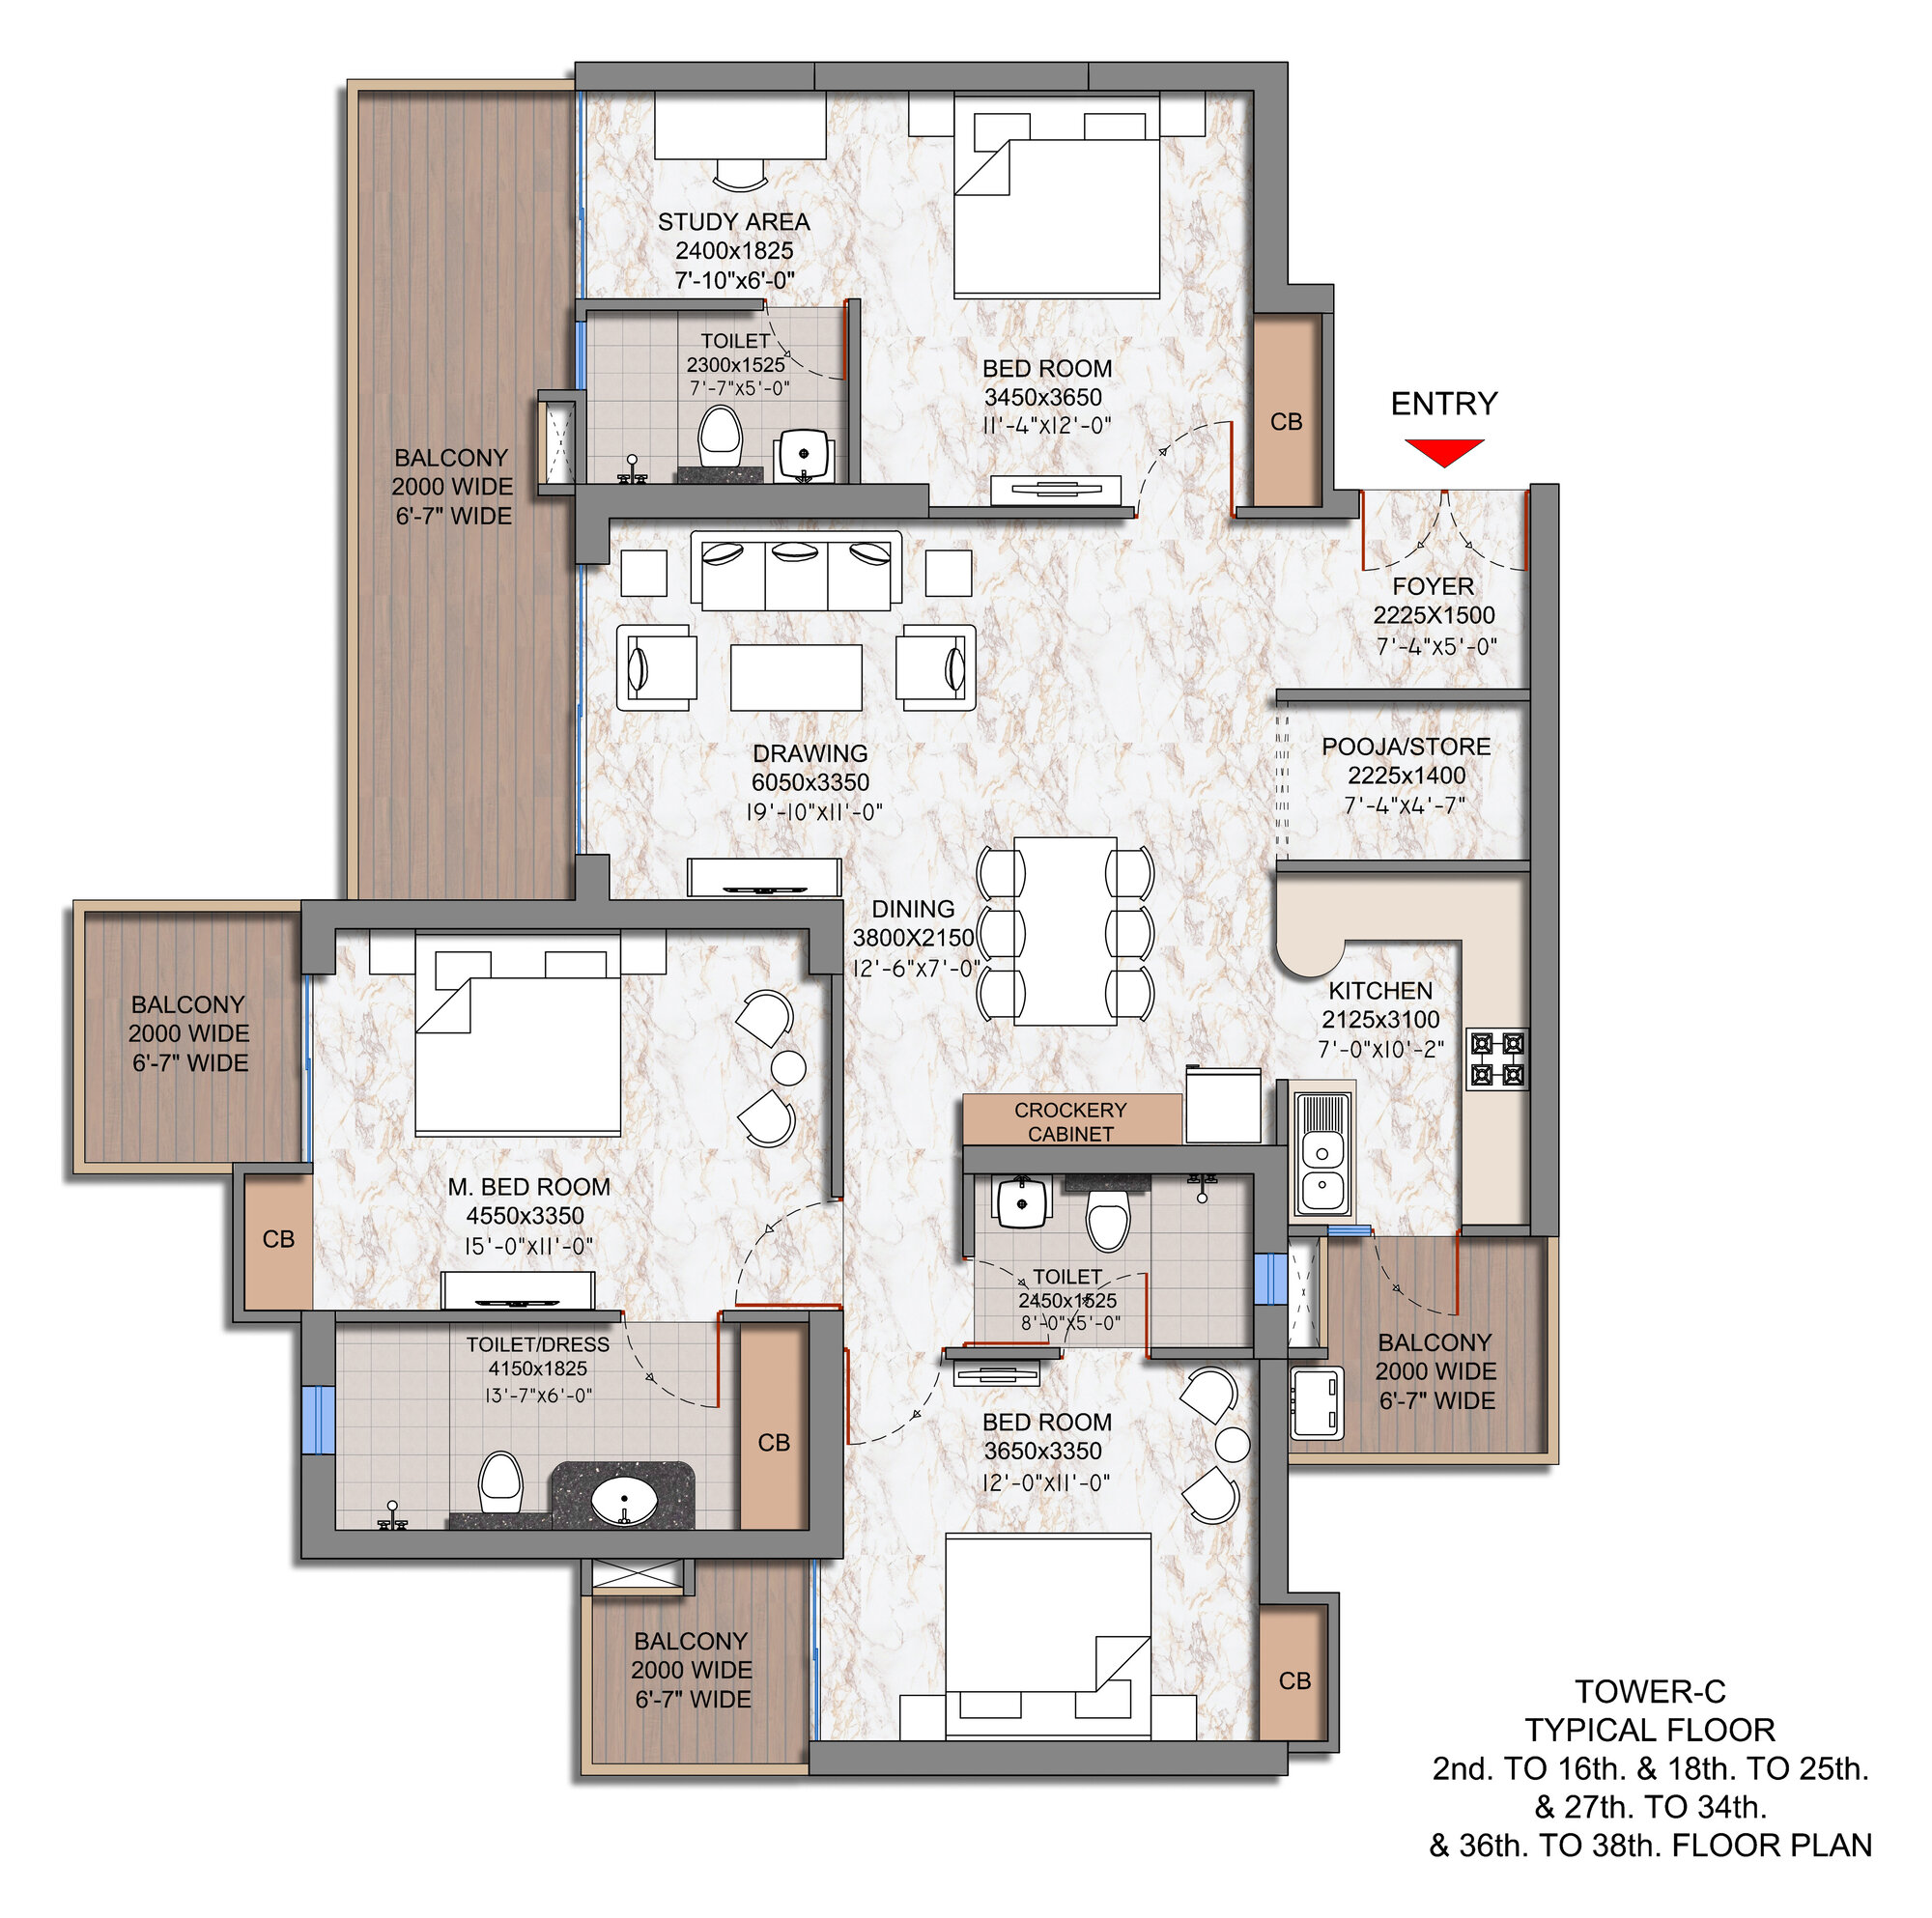 STUDY AREA
2400x1825
7'-10"x6'-0"
TOILET
2300x1525
7'-7"X5'-0"
BED ROOM
3450x3650
11'-4"X12'-0"
CB
ENTRY
BALCONY
2000 WIDE
6'-7" WIDE
FOYER
2225X1500
7'-4"X5'-0"
DRAWING
6050x3350
19'-10"X11'-0"
POOJA/STORE
2225x1400
7'-4"X4'-7"
DINING
3800X2150
12'-6"X7'-0"
BALCONY
2000 WIDE
6'-7" WIDE
KITCHEN
2125x3100
7'-0"X10'-2"
CROCKERY
CABINET
M. BED ROOM
4550x3350
15'-0"X11'-0"
CB
TOILET
2450x1525
8'-0"X5'-0"
TOILET/DRESS
4150x1825
13'-7"X6'-0"
CB
BALCONY
2000 WIDE
6'-7" WIDE
BED ROOM
3650x3350
12'-0"X11'-0"
BALCONY
2000 WIDE
6'-7" WIDE
CB
TOWER-C
TYPICAL FLOOR
2nd. TO 16th. & 18th. TO 25th.
& 27th. TO 34th.
& 36th. TO 38th. FLOOR PLAN